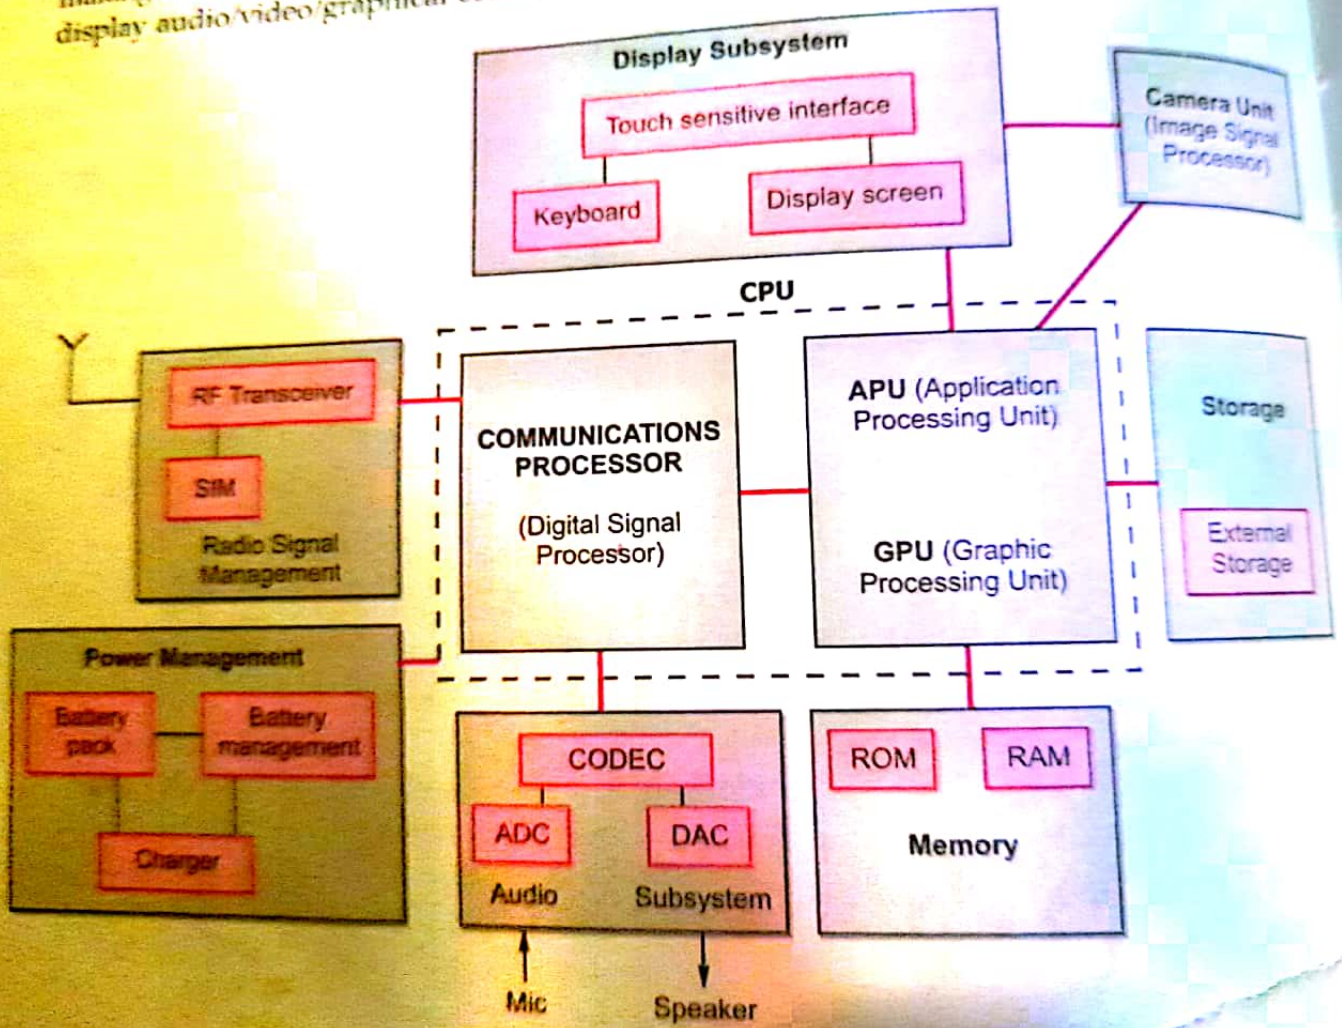 display audio/video/graphical
Display Subsystem
Touch sensitive interface
Keyboard
Display screen
Camera Unit
(Image Signal
Processor)
CPU
RF Transceiver
SIM
Radio Signal
Management
COMMUNICATIONS
PROCESSOR
(Digital Signal
Processor)
APU (Application
Processing Unit)
GPU (Graphic
Processing Unit)
Storage
External
Storage
Power Management
Battery
pack
Battery
management
Charger
CODEC
ADC
DAC
Audio
Subsystem
ROM
RAM
Memory
Mic
Speaker